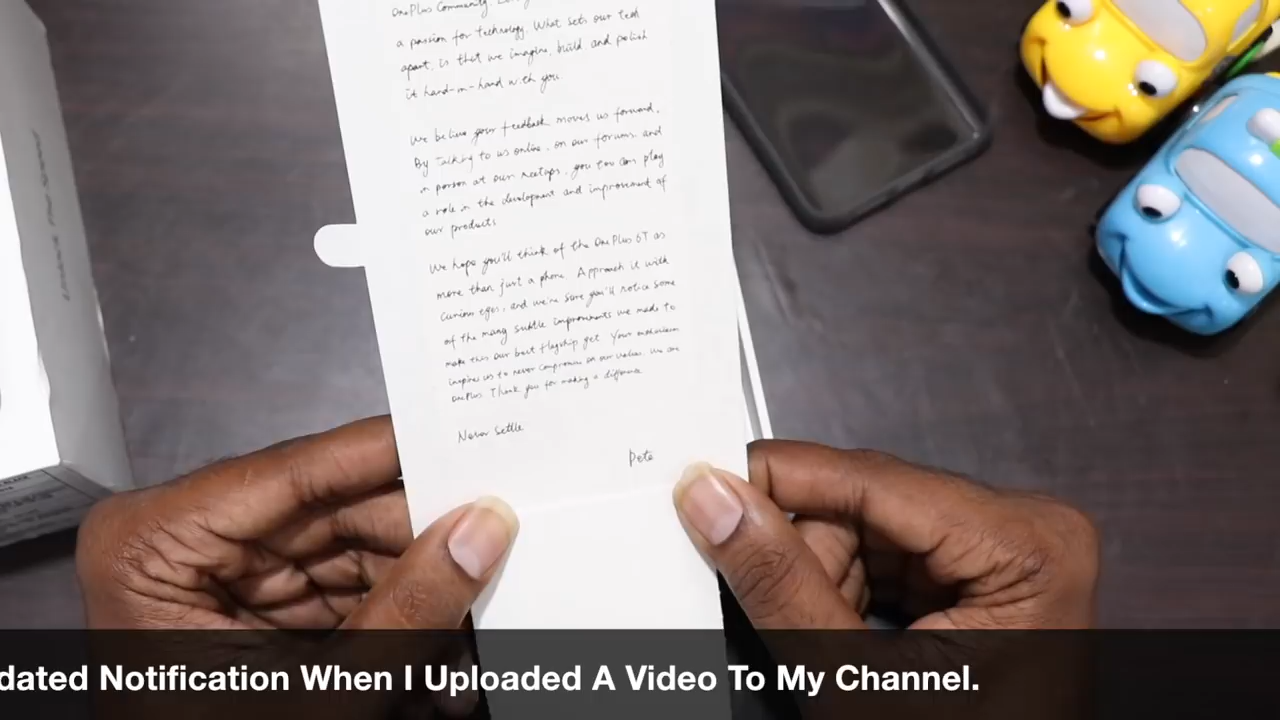 OnePlus Community.
a passion for technology. What sets our tech
apart, is that we imagine, build and polish
it hand-in-hand with you.
We believe your feedback moves us forward.
By Talking to us online, on our forums, and
in person at our meetups, you too can play
a role in the development and improvement of
our products
We hope you'll think of the OnePlus 6T as
more than just a phone. Approach it with
curious eyes, and we're sure you'll notice some
of the many subtle improvements we made to
make this our best flagship yet. Your enthusiasm
inspires us to never compromise on our values. We are
OnePlus. Thank you for making a difference
Never Settle
Pete
dated Notification When I Uploaded A Video To My Channel.